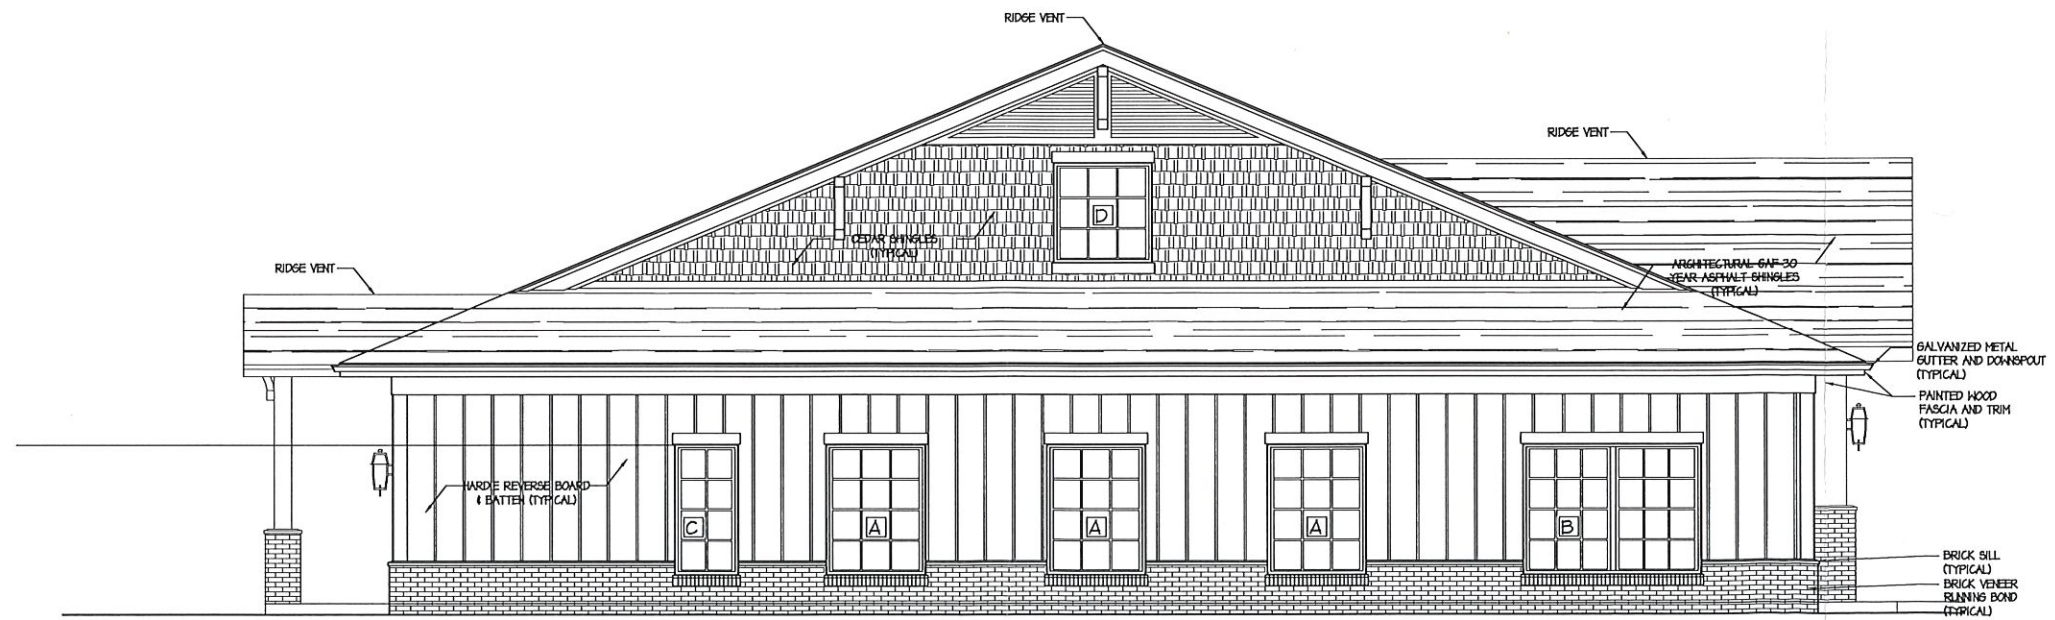 RIDGE VENT
RIDGE VENT
D
CEDAR SHINGLES
(TYPICAL)
RIDGE VENT
ARCHITECTURAL GAF 30
YEAR ASPHALT SHINGLES
(TYPICAL)
GALVANIZED METAL
GUTTER AND DOWNSPOUT
(TYPICAL)
PAINTED WOOD
FASCIA AND TRIM
(TYPICAL)
HARDIE REVERSE BOARD
& BATTEN (TYPICAL)
C
A
A
A
B
BRICK SILL
(TYPICAL)
BRICK VENEER
RUNNING BOND
(TYPICAL)